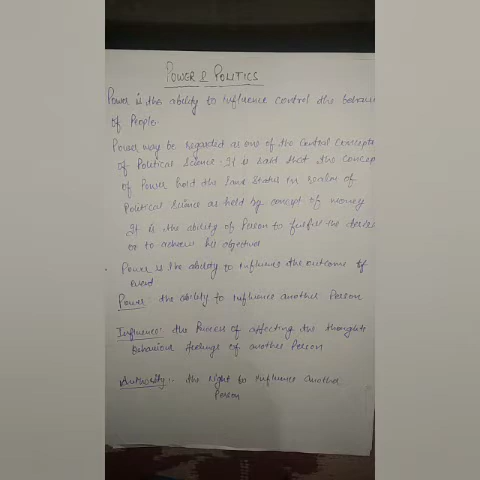 POWER & POLITICS
Power is the ability to influence control the behaviou
of People.
Power may be regarded as one of the Central Concepts
of Political Science. It is said that the Concep
of Power hold the same status in realm of
Political Science as held by concept of money
It is the ability of Person to fulfill the desires
or to achieve his objectives
Power is the ability to influence the outcome of
event
Power: the ability to influence another Person
Influence: the Process of affecting the thoughts
Behaviour feelings of another Person
Authority:- the right to influence another
Person